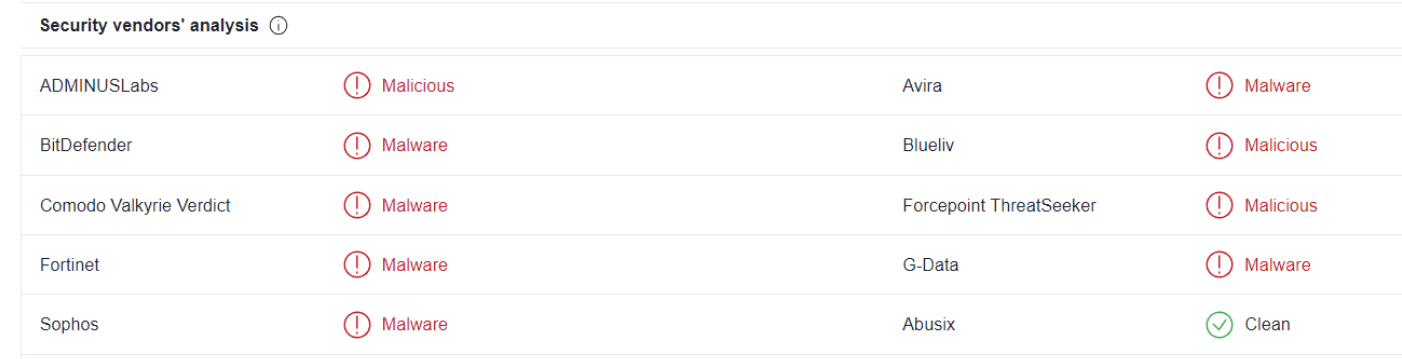 Security vendors' analysis
ADMINUSLabs Malicious Avira Malware
BitDefender Malware Blueliv Malicious
Comodo Valkyrie Verdict Malware Forcepoint ThreatSeeker Malicious
Fortinet Malware G-Data Malware
Sophos Malware Abusix Clean